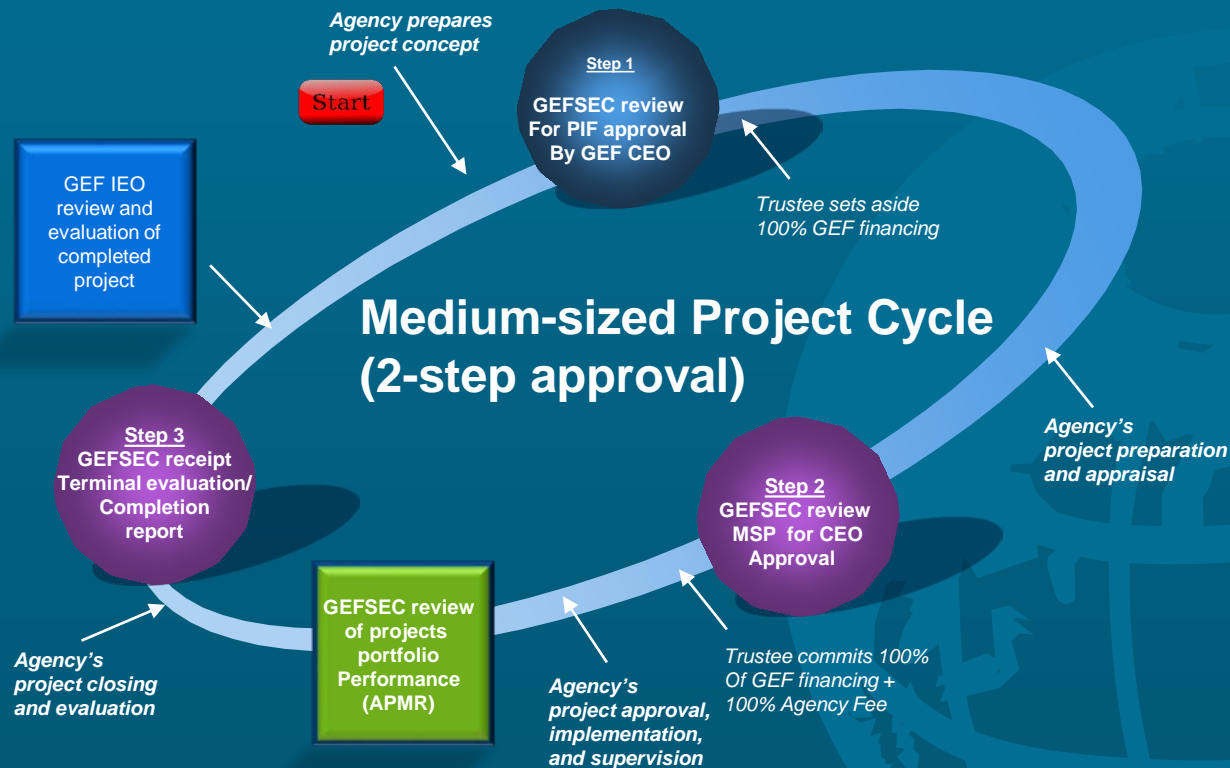 Agency prepares
project concept
Start
Step 1
GEFSEC review
For PIF approval
By GEF CEO
Trustee sets aside
100% GEF financing
GEF IEO
review and
evaluation of
completed
project
Medium-sized Project Cycle
(2-step approval)
Agency's
project preparation
and appraisal
Step 2
GEFSEC review
MSP for CEO
Approval
Trustee commits 100%
Of GEF financing +
100% Agency Fee
Agency's
project approval,
implementation,
and supervision
GEFSEC review
of projects
portfolio
Performance
(APMR)
Step 3
GEFSEC receipt
Terminal evaluation/
Completion
report
Agency's
project closing
and evaluation